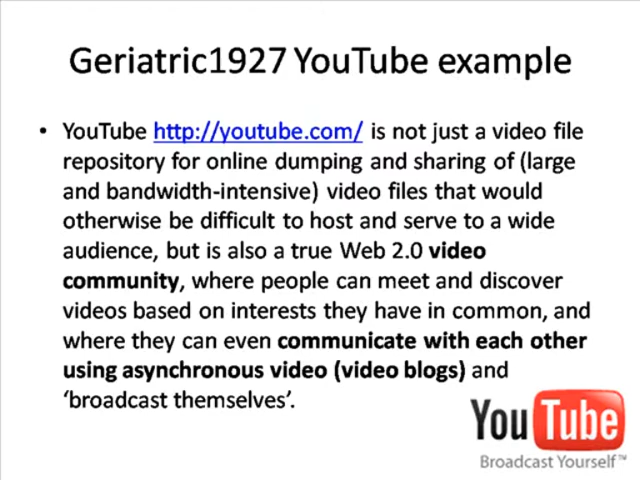 Geriatric1927 YouTube example
• YouTube http://youtube.com/ is not just a video file
repository for online dumping and sharing of (large
and bandwidth-intensive) video files that would
otherwise be difficult to host and serve to a wide
audience, but is also a true Web 2.0 video
community, where people can meet and discover
videos based on interests they have in common, and
where they can even communicate with each other
using asynchronous video (video blogs) and
‘broadcast themselves’.
YouTube
Broadcast Yourself™